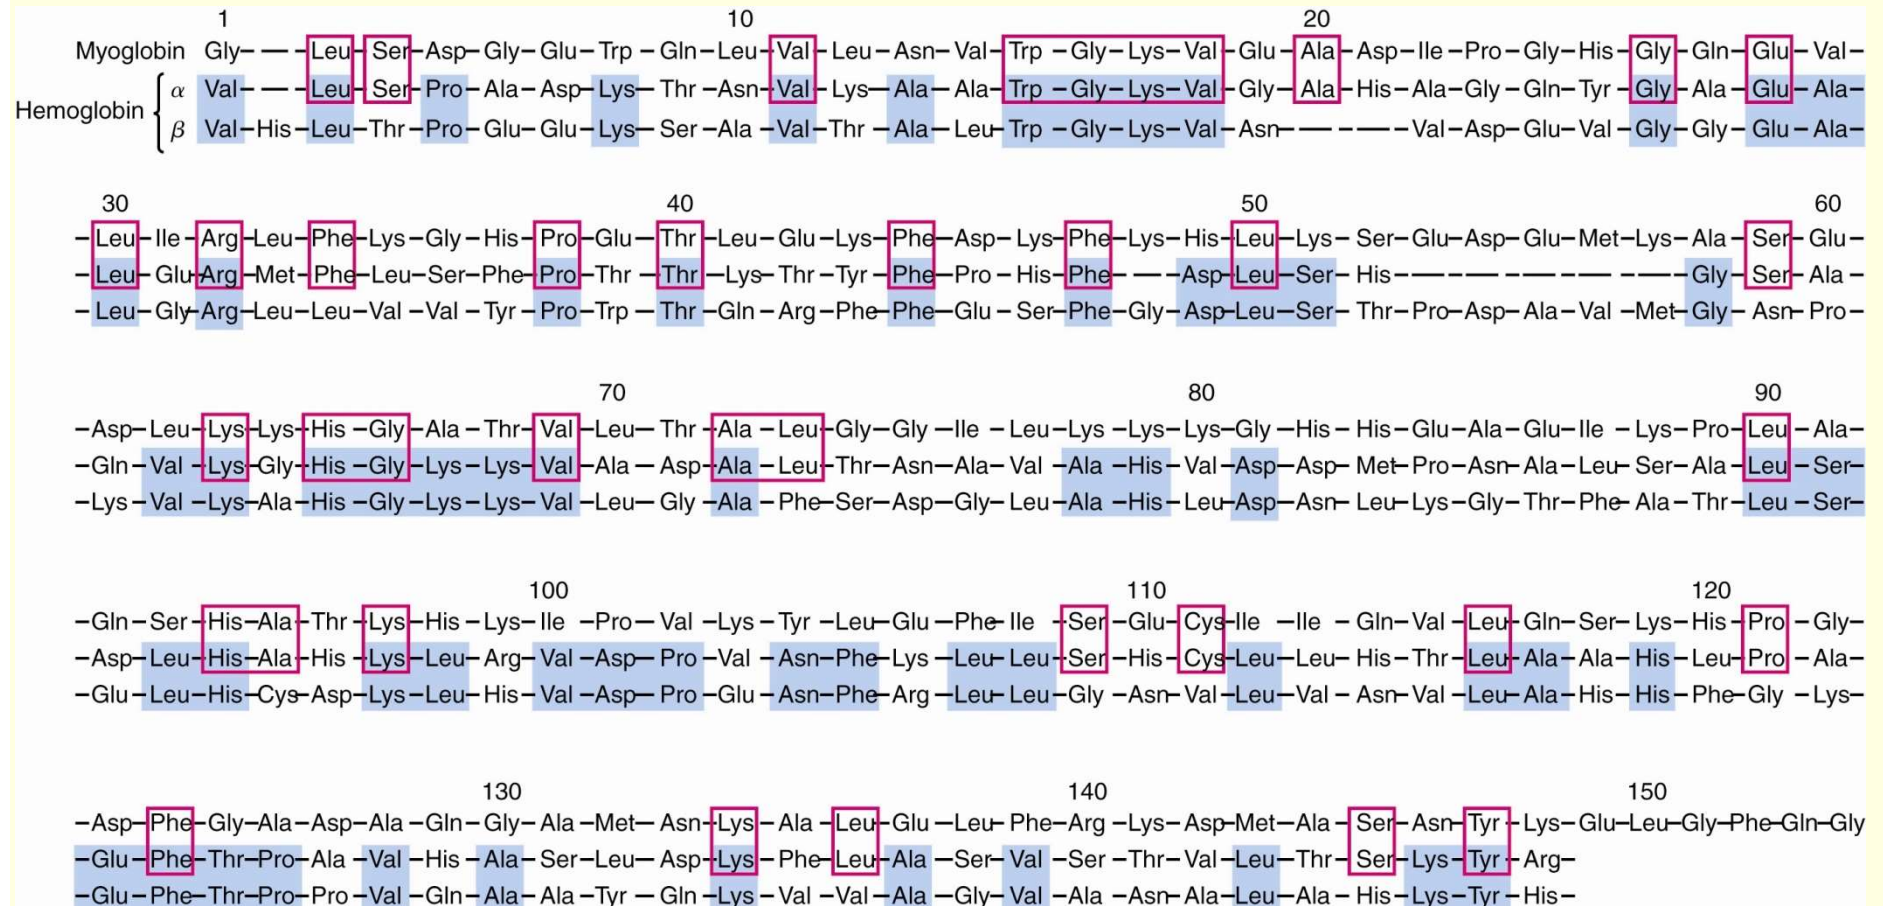 1 10 20
Myoglobin Gly– — –Leu–Ser–Asp–Gly–Glu–Trp–Gln–Leu–Val–Leu–Asn–Val–Trp–Gly–Lys–Val–Glu–Ala–Asp–Ile–Pro–Gly–His–Gly–Gln–Glu–Val–
α Val– — –Leu–Ser–Pro–Ala–Asp–Lys–Thr–Asn–Val–Lys–Ala–Ala–Trp–Gly–Lys–Val–Gly–Ala–His–Ala–Gly–Gln–Tyr–Gly–Ala–Glu–Ala–
Hemoglobin
β Val–His–Leu–Thr–Pro–Glu–Glu–Lys–Ser–Ala–Val–Thr–Ala–Leu–Trp–Gly–Lys–Val–Asn– — — –Val–Asp–Glu–Val–Gly–Gly–Glu–Ala–
30 40 50 60
–Leu–Ile–Arg–Leu–Phe–Lys–Gly–His–Pro–Glu–Thr–Leu–Glu–Lys–Phe–Asp–Lys–Phe–Lys–His–Leu–Lys–Ser–Glu–Asp–Glu–Met–Lys–Ala–Ser–Glu–
–Leu–Glu–Arg–Met–Phe–Leu–Ser–Phe–Pro–Thr–Thr–Lys–Thr–Tyr–Phe–Pro–His–Phe– — –Asp–Leu–Ser–His– — — — — — –Gly–Ser–Ala–
–Leu–Gly–Arg–Leu–Leu–Val–Val–Tyr–Pro–Trp–Thr–Gln–Arg–Phe–Phe–Glu–Ser–Phe–Gly–Asp–Leu–Ser–Thr–Pro–Asp–Ala–Val–Met–Gly–Asn–Pro–
70 80 90
–Asp–Leu–Lys–Lys–His–Gly–Ala–Thr–Val–Leu–Thr–Ala–Leu–Gly–Gly–Ile–Leu–Lys–Lys–Lys–Gly–His–His–Glu–Ala–Glu–Ile–Lys–Pro–Leu–Ala–
–Gln–Val–Lys–Gly–His–Gly–Lys–Lys–Val–Ala–Asp–Ala–Leu–Thr–Asn–Ala–Val–Ala–His–Val–Asp–Asp–Met–Pro–Asn–Ala–Leu–Ser–Ala–Leu–Ser–
–Lys–Val–Lys–Ala–His–Gly–Lys–Lys–Val–Leu–Gly–Ala–Phe–Ser–Asp–Gly–Leu–Ala–His–Leu–Asp–Asn–Leu–Lys–Gly–Thr–Phe–Ala–Thr–Leu–Ser–
100 110 120
–Gln–Ser–His–Ala–Thr–Lys–His–Lys–Ile–Pro–Val–Lys–Tyr–Leu–Glu–Phe–Ile–Ser–Glu–Cys–Ile–Ile–Gln–Val–Leu–Gln–Ser–Lys–His–Pro–Gly–
–Asp–Leu–His–Ala–His–Lys–Leu–Arg–Val–Asp–Pro–Val–Asn–Phe–Lys–Leu–Leu–Ser–His–Cys–Leu–Leu–His–Thr–Leu–Ala–Ala–His–Leu–Pro–Ala–
–Glu–Leu–His–Cys–Asp–Lys–Leu–His–Val–Asp–Pro–Glu–Asn–Phe–Arg–Leu–Leu–Gly–Asn–Val–Leu–Val–Asn–Val–Leu–Ala–His–His–Phe–Gly–Lys–
130 140 150
–Asp–Phe–Gly–Ala–Asp–Ala–Gln–Gly–Ala–Met–Asn–Lys–Ala–Leu–Glu–Leu–Phe–Arg–Lys–Asp–Met–Ala–Ser–Asn–Tyr–Lys–Glu–Leu–Gly–Phe–Gln–Gly
–Glu–Phe–Thr–Pro–Ala–Val–His–Ala–Ser–Leu–Asp–Lys–Phe–Leu–Ala–Ser–Val–Ser–Thr–Val–Leu–Thr–Ser–Lys–Tyr–Arg–
–Glu–Phe–Thr–Pro–Pro–Val–Gln–Ala–Ala–Tyr–Gln–Lys–Val–Val–Ala–Gly–Val–Ala–Asn–Ala–Leu–Ala–His–Lys–Tyr–His–